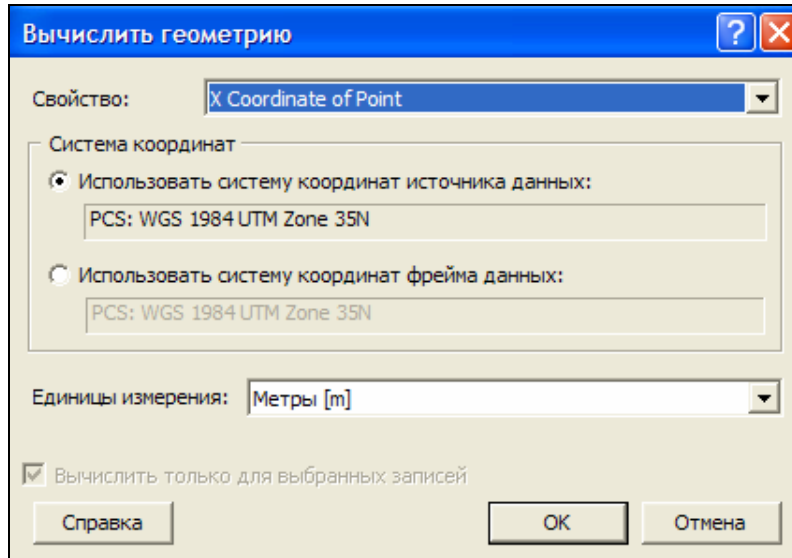 Вычислить геометрию
Свойство: X Coordinate of Point
Система координат
Использовать систему координат источника данных:
PCS: WGS 1984 UTM Zone 35N
Использовать систему координат фрейма данных:
PCS: WGS 1984 UTM Zone 35N
Единицы измерения: Метры [m]
Вычислить только для выбранных записей
Справка OK Отмена